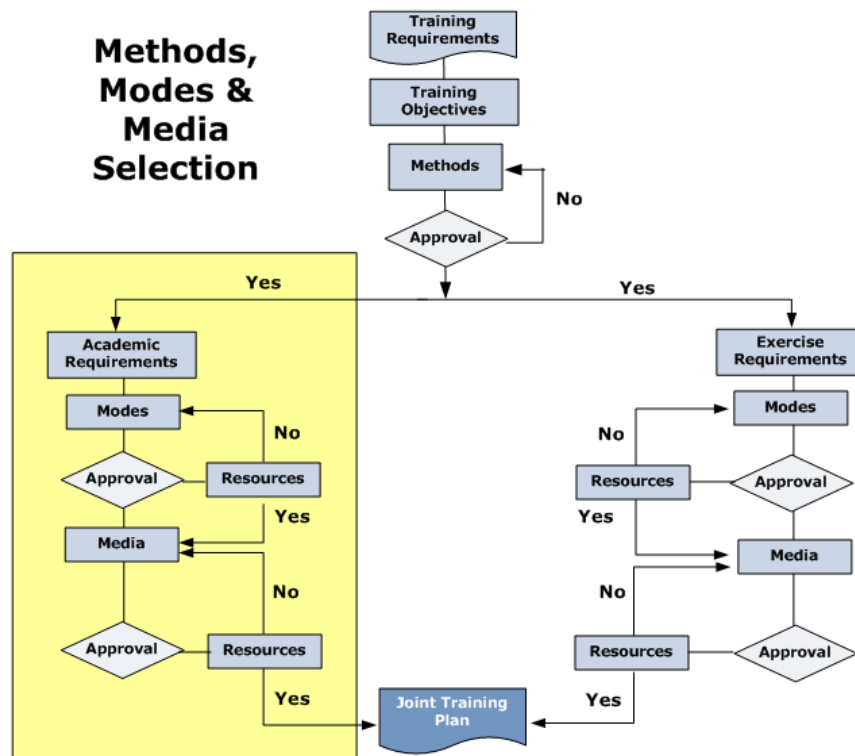 Methods,
Modes &
Media
Selection
Training
Requirements
Training
Objectives
Methods
No
Approval
Yes
Yes
Academic
Requirements
Modes
No
Approval
Resources
Yes
Media
No
Approval
Resources
Yes
Exercise
Requirements
Modes
No
Resources
Approval
Yes
Media
No
Resources
Approval
Yes
Joint Training
Plan